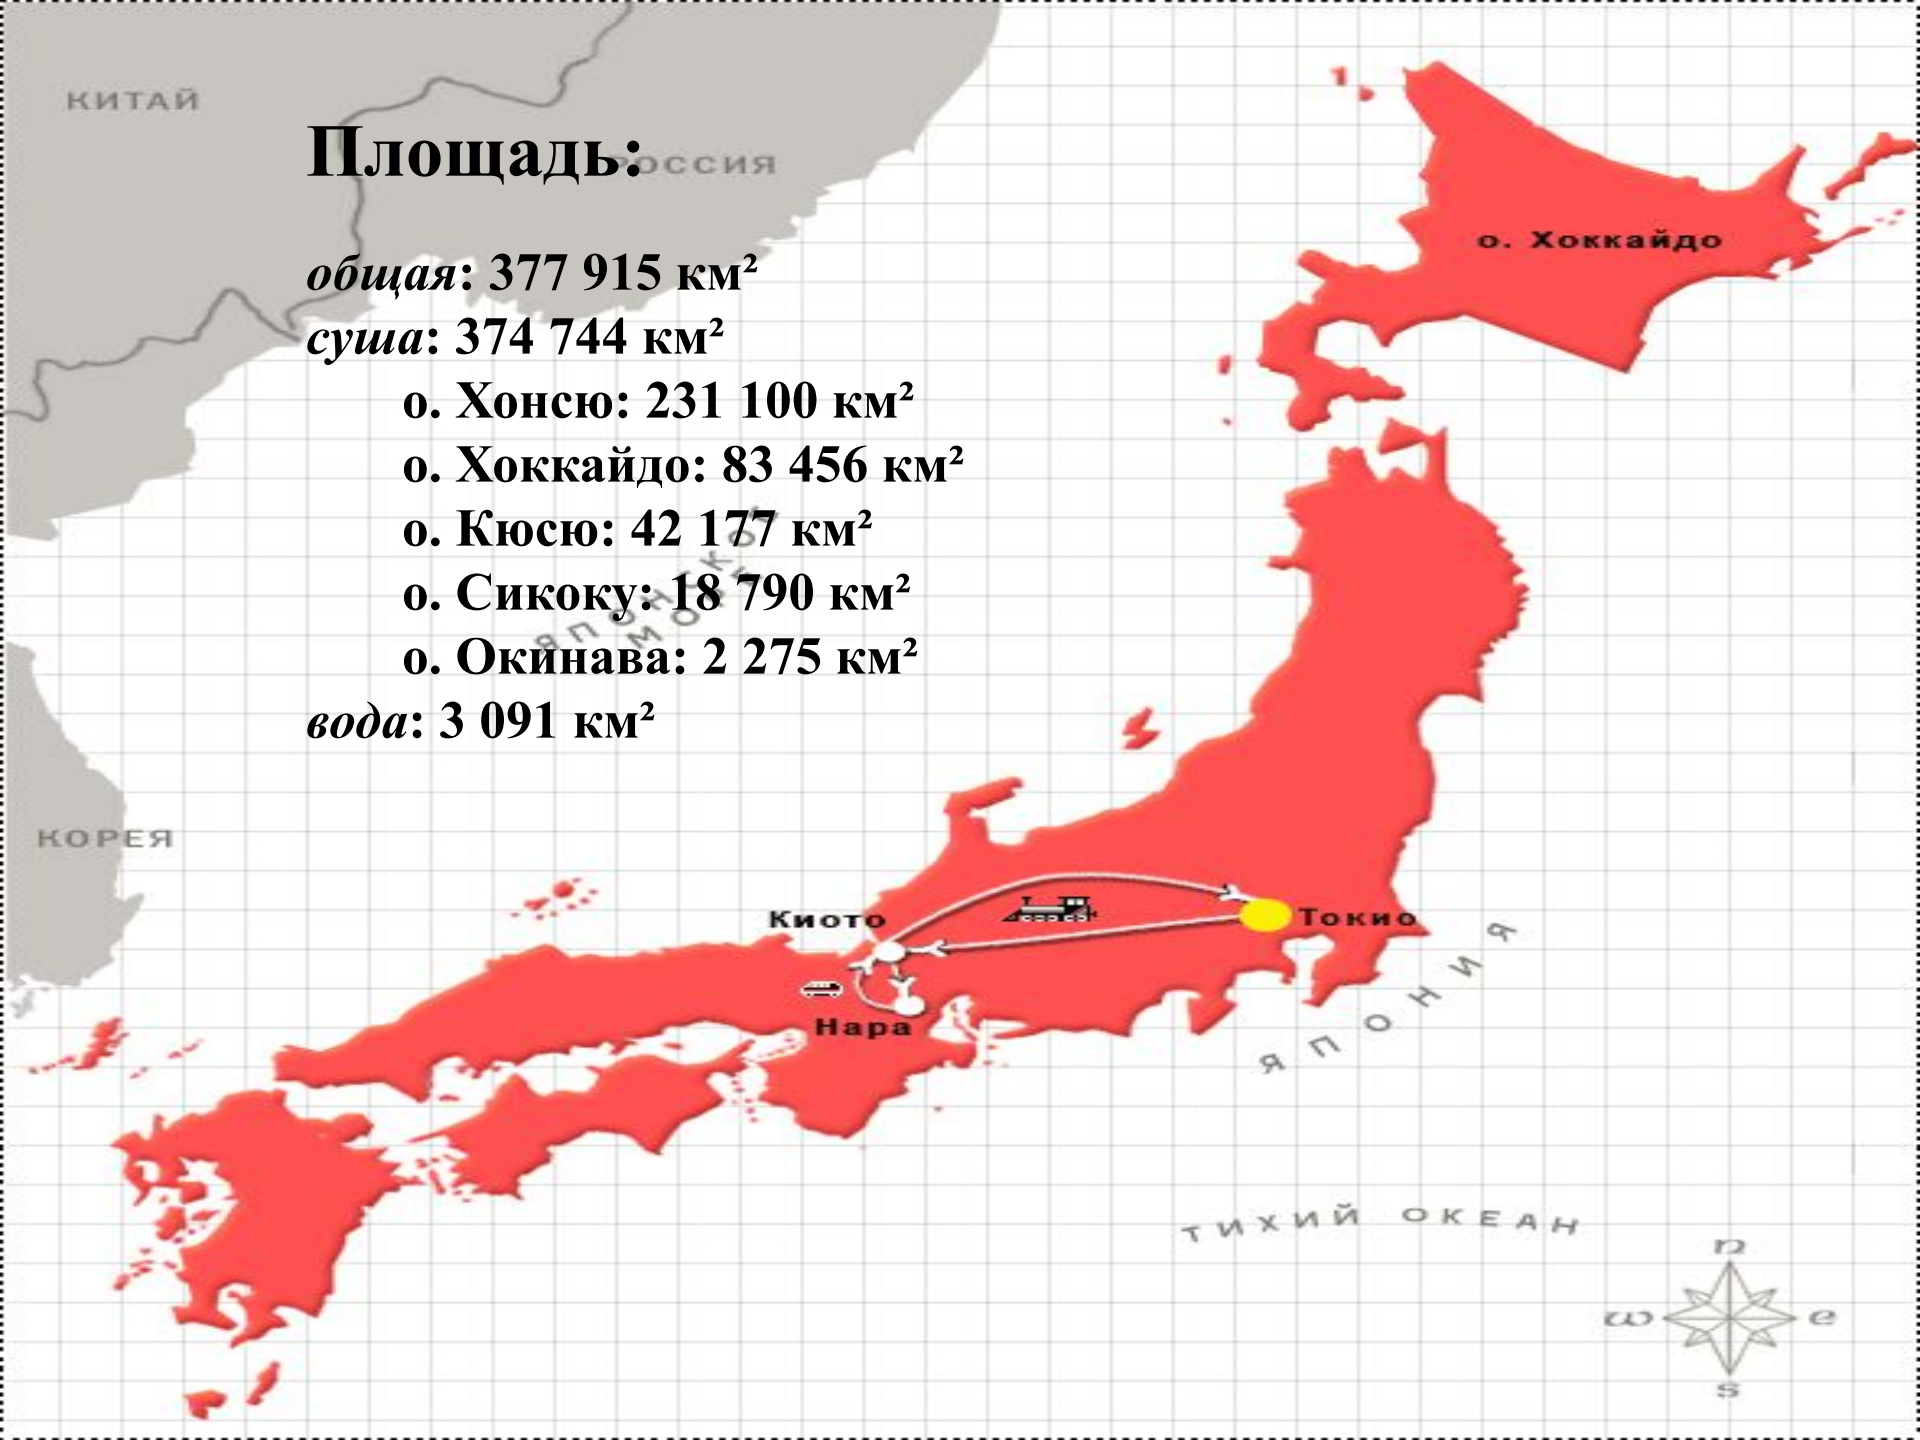 КИТАЙ
Площадь:
РОССИЯ
общая: 377 915 км²
суша: 374 744 км²
о. Хонсю: 231 100 км²
о. Хоккайдо: 83 456 км²
о. Кюсю: 42 177 км²
о. Сикоку: 18 790 км²
о. Окинава: 2 275 км²
вода: 3 091 км²
о. Хоккайдо
ЯПОНСКОЕ
МОРЕ
КОРЕЯ
Киото
Токио
Нара
ЯПОНИЯ
ТИХИЙ ОКЕАН
n
w
e
s